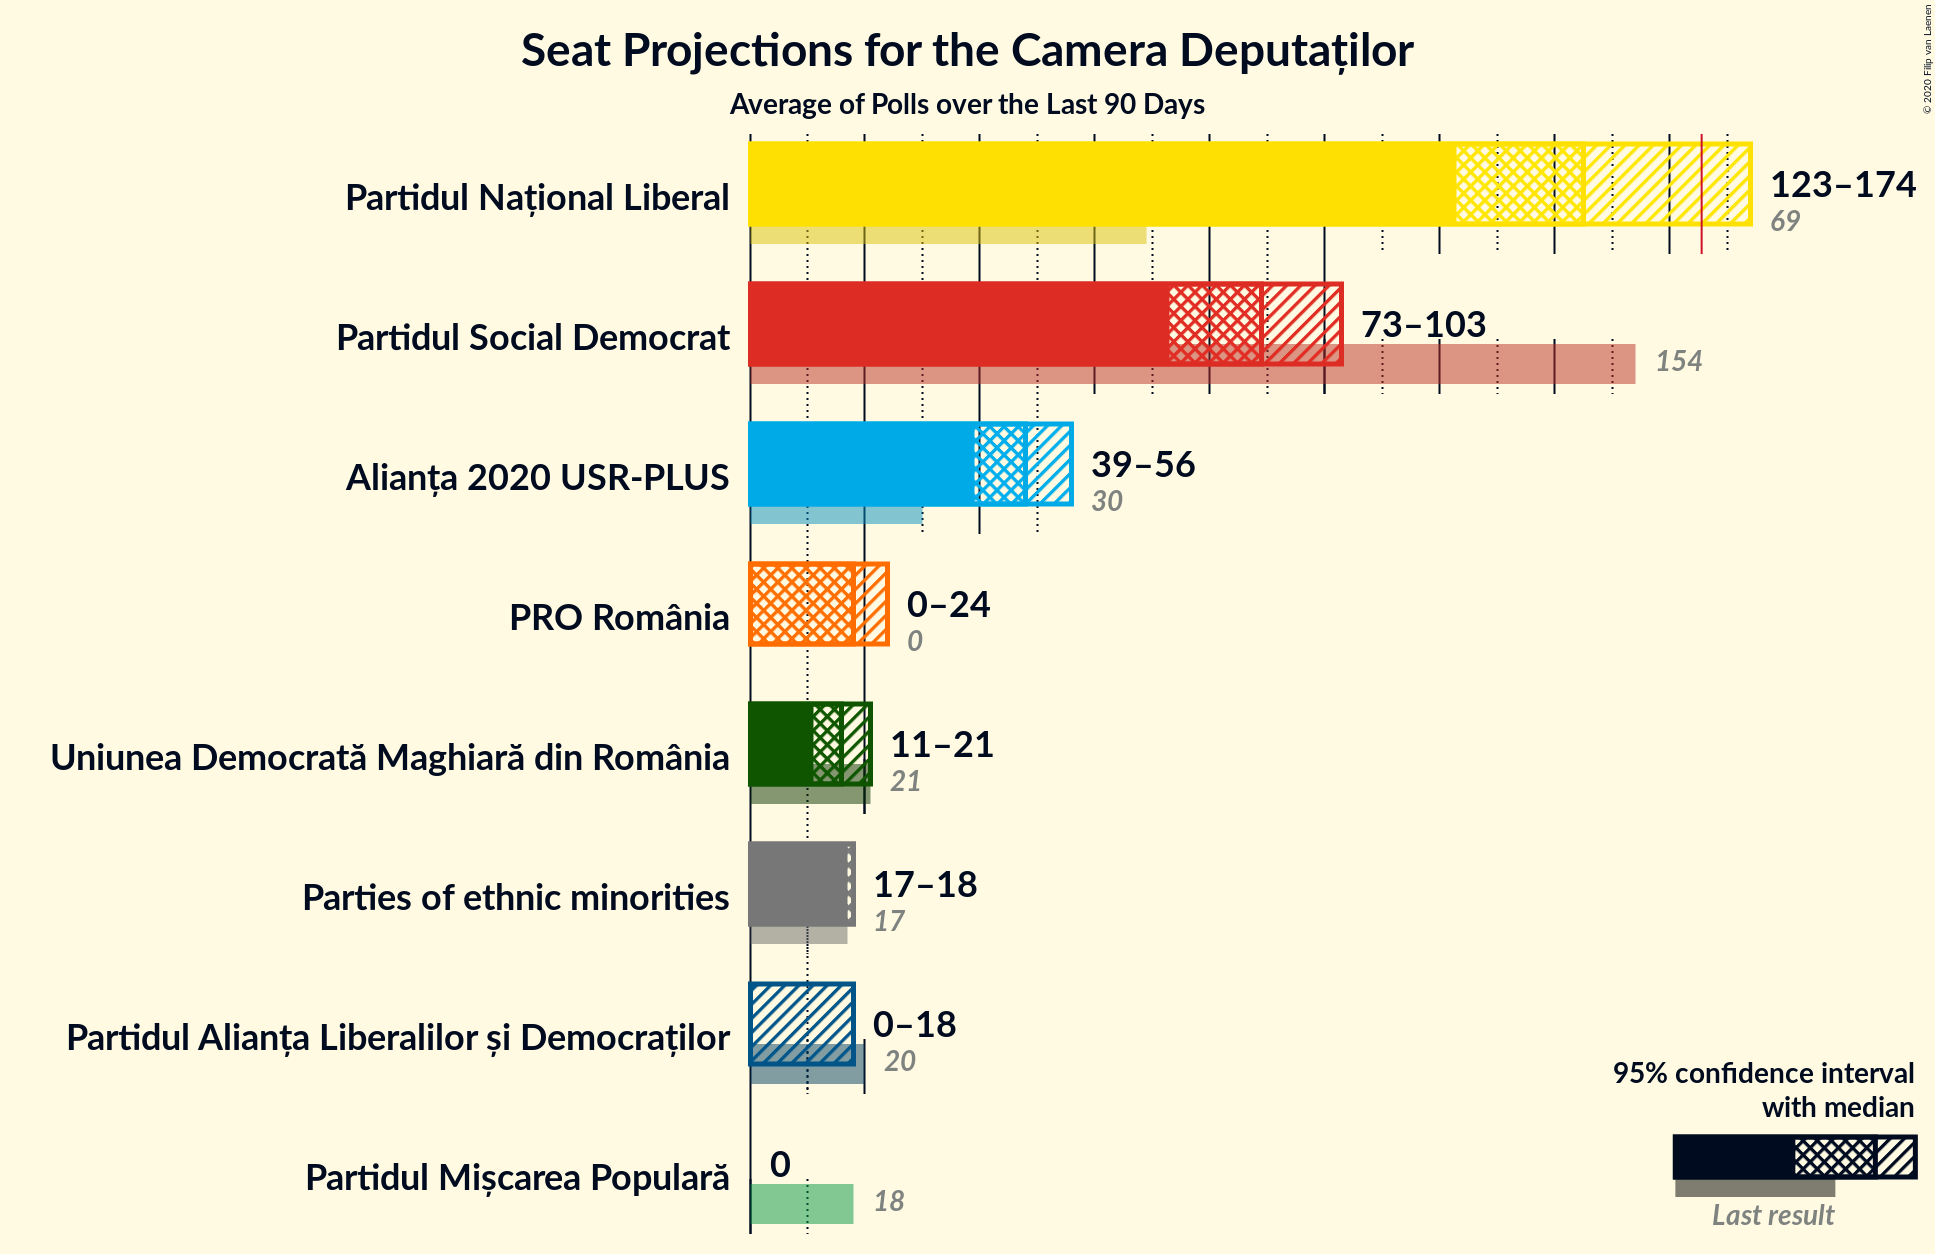 Seat Projections for the Camera Deputaților
Average of Polls over the Last 90 Days
© 2020 Filip van Laenen
Partidul Național Liberal
123–174
69
Partidul Social Democrat
73–103
154
Alianța 2020 USR-PLUS
39–56
30
PRO România
0–24
0
Uniunea Democrată Maghiară din România
11–21
21
Parties of ethnic minorities
17–18
17
Partidul Alianța Liberalilor și Democraților
0–18
20
Partidul Mișcarea Populară
0
18
95% confidence interval
with median
Last result